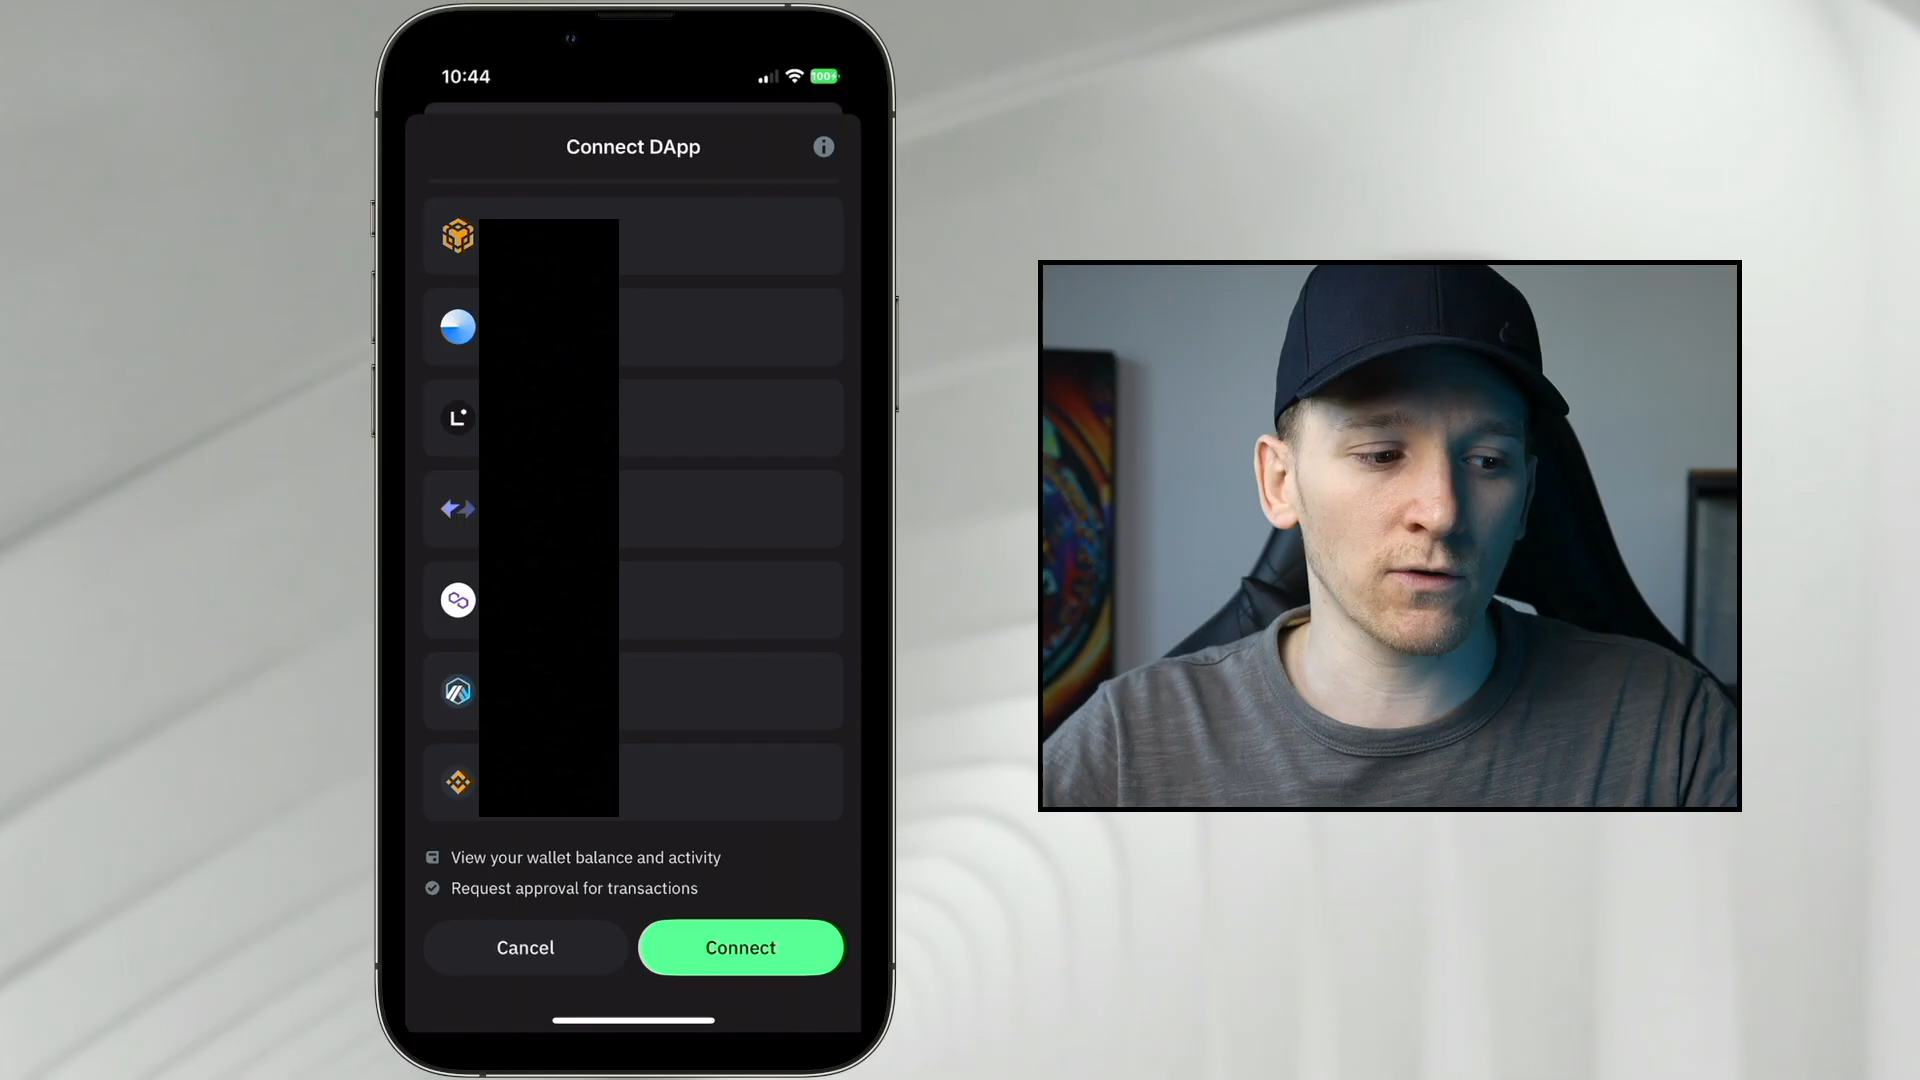 10:44
100
Connect DApp
View your wallet balance and activity
Request approval for transactions
Cancel
Connect